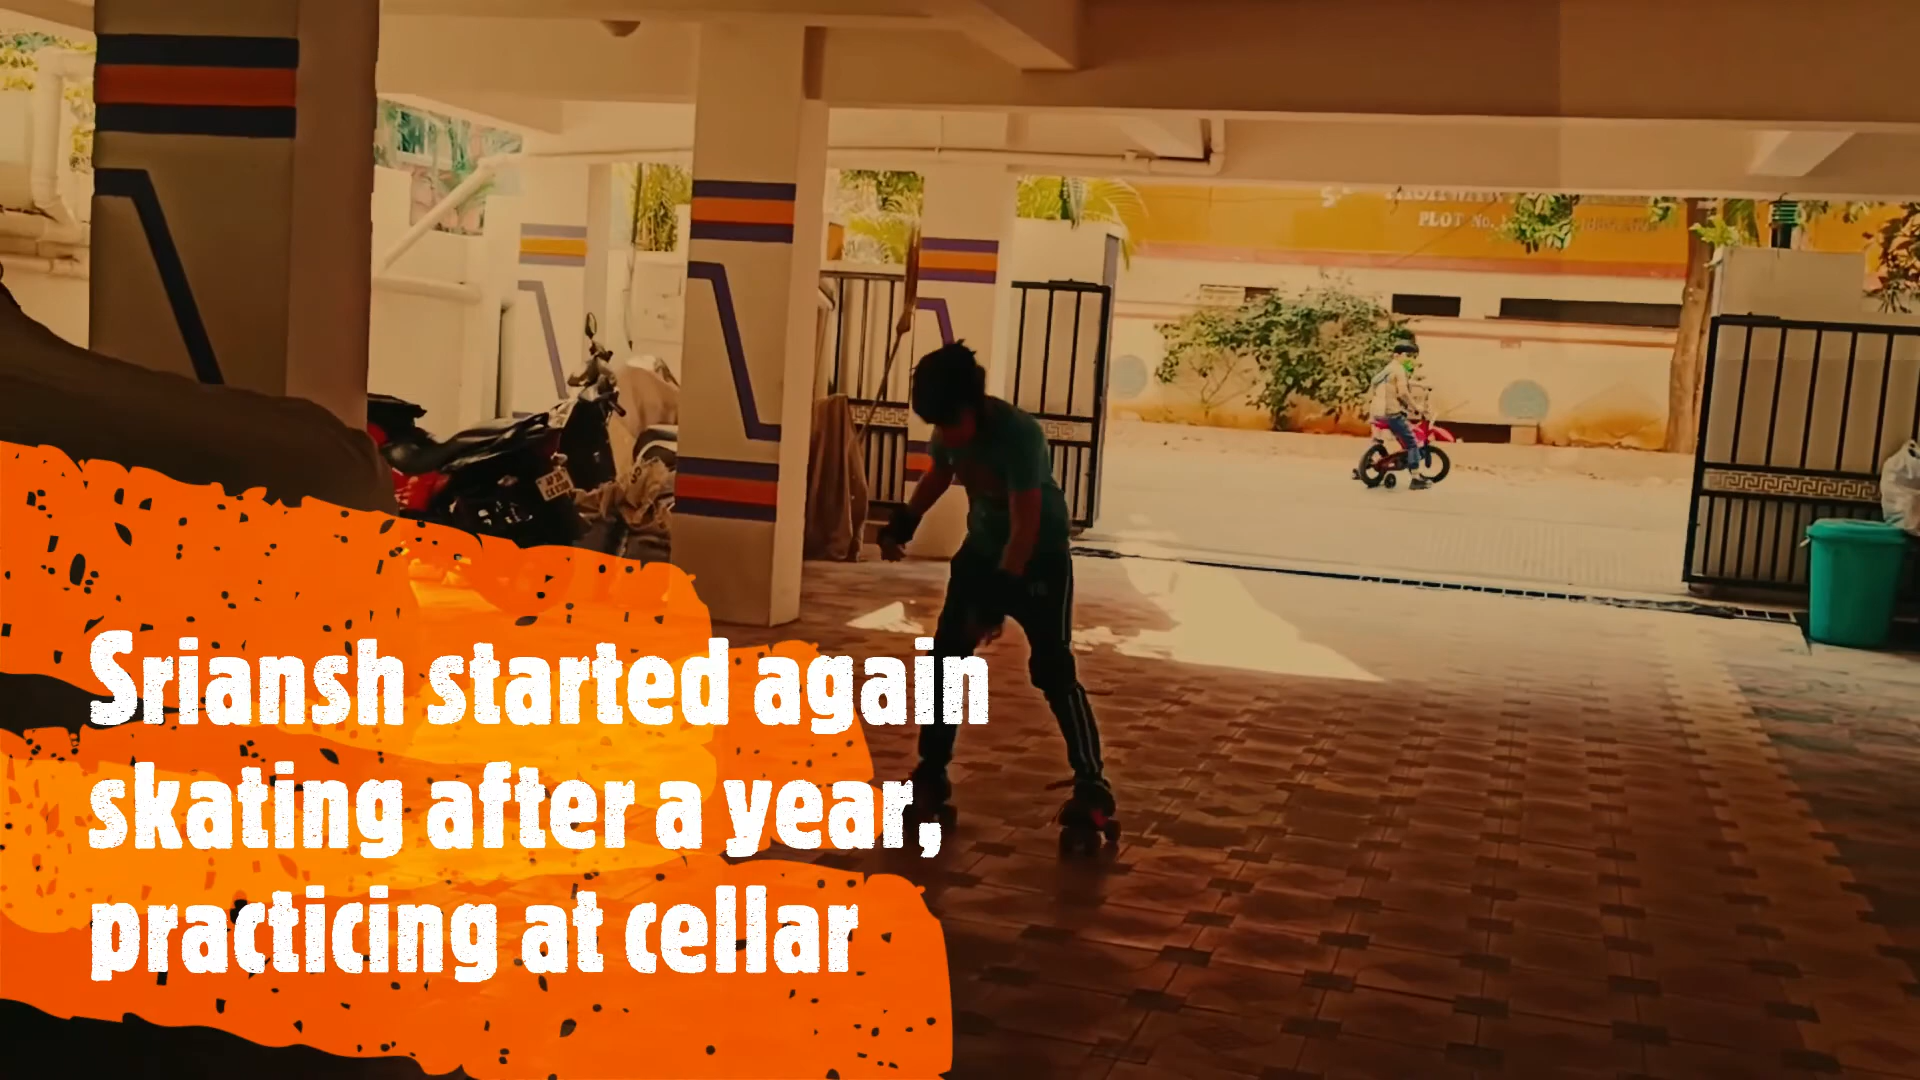 PLOT No.
Sriansh started again
skating after a year,
practicing at cellar